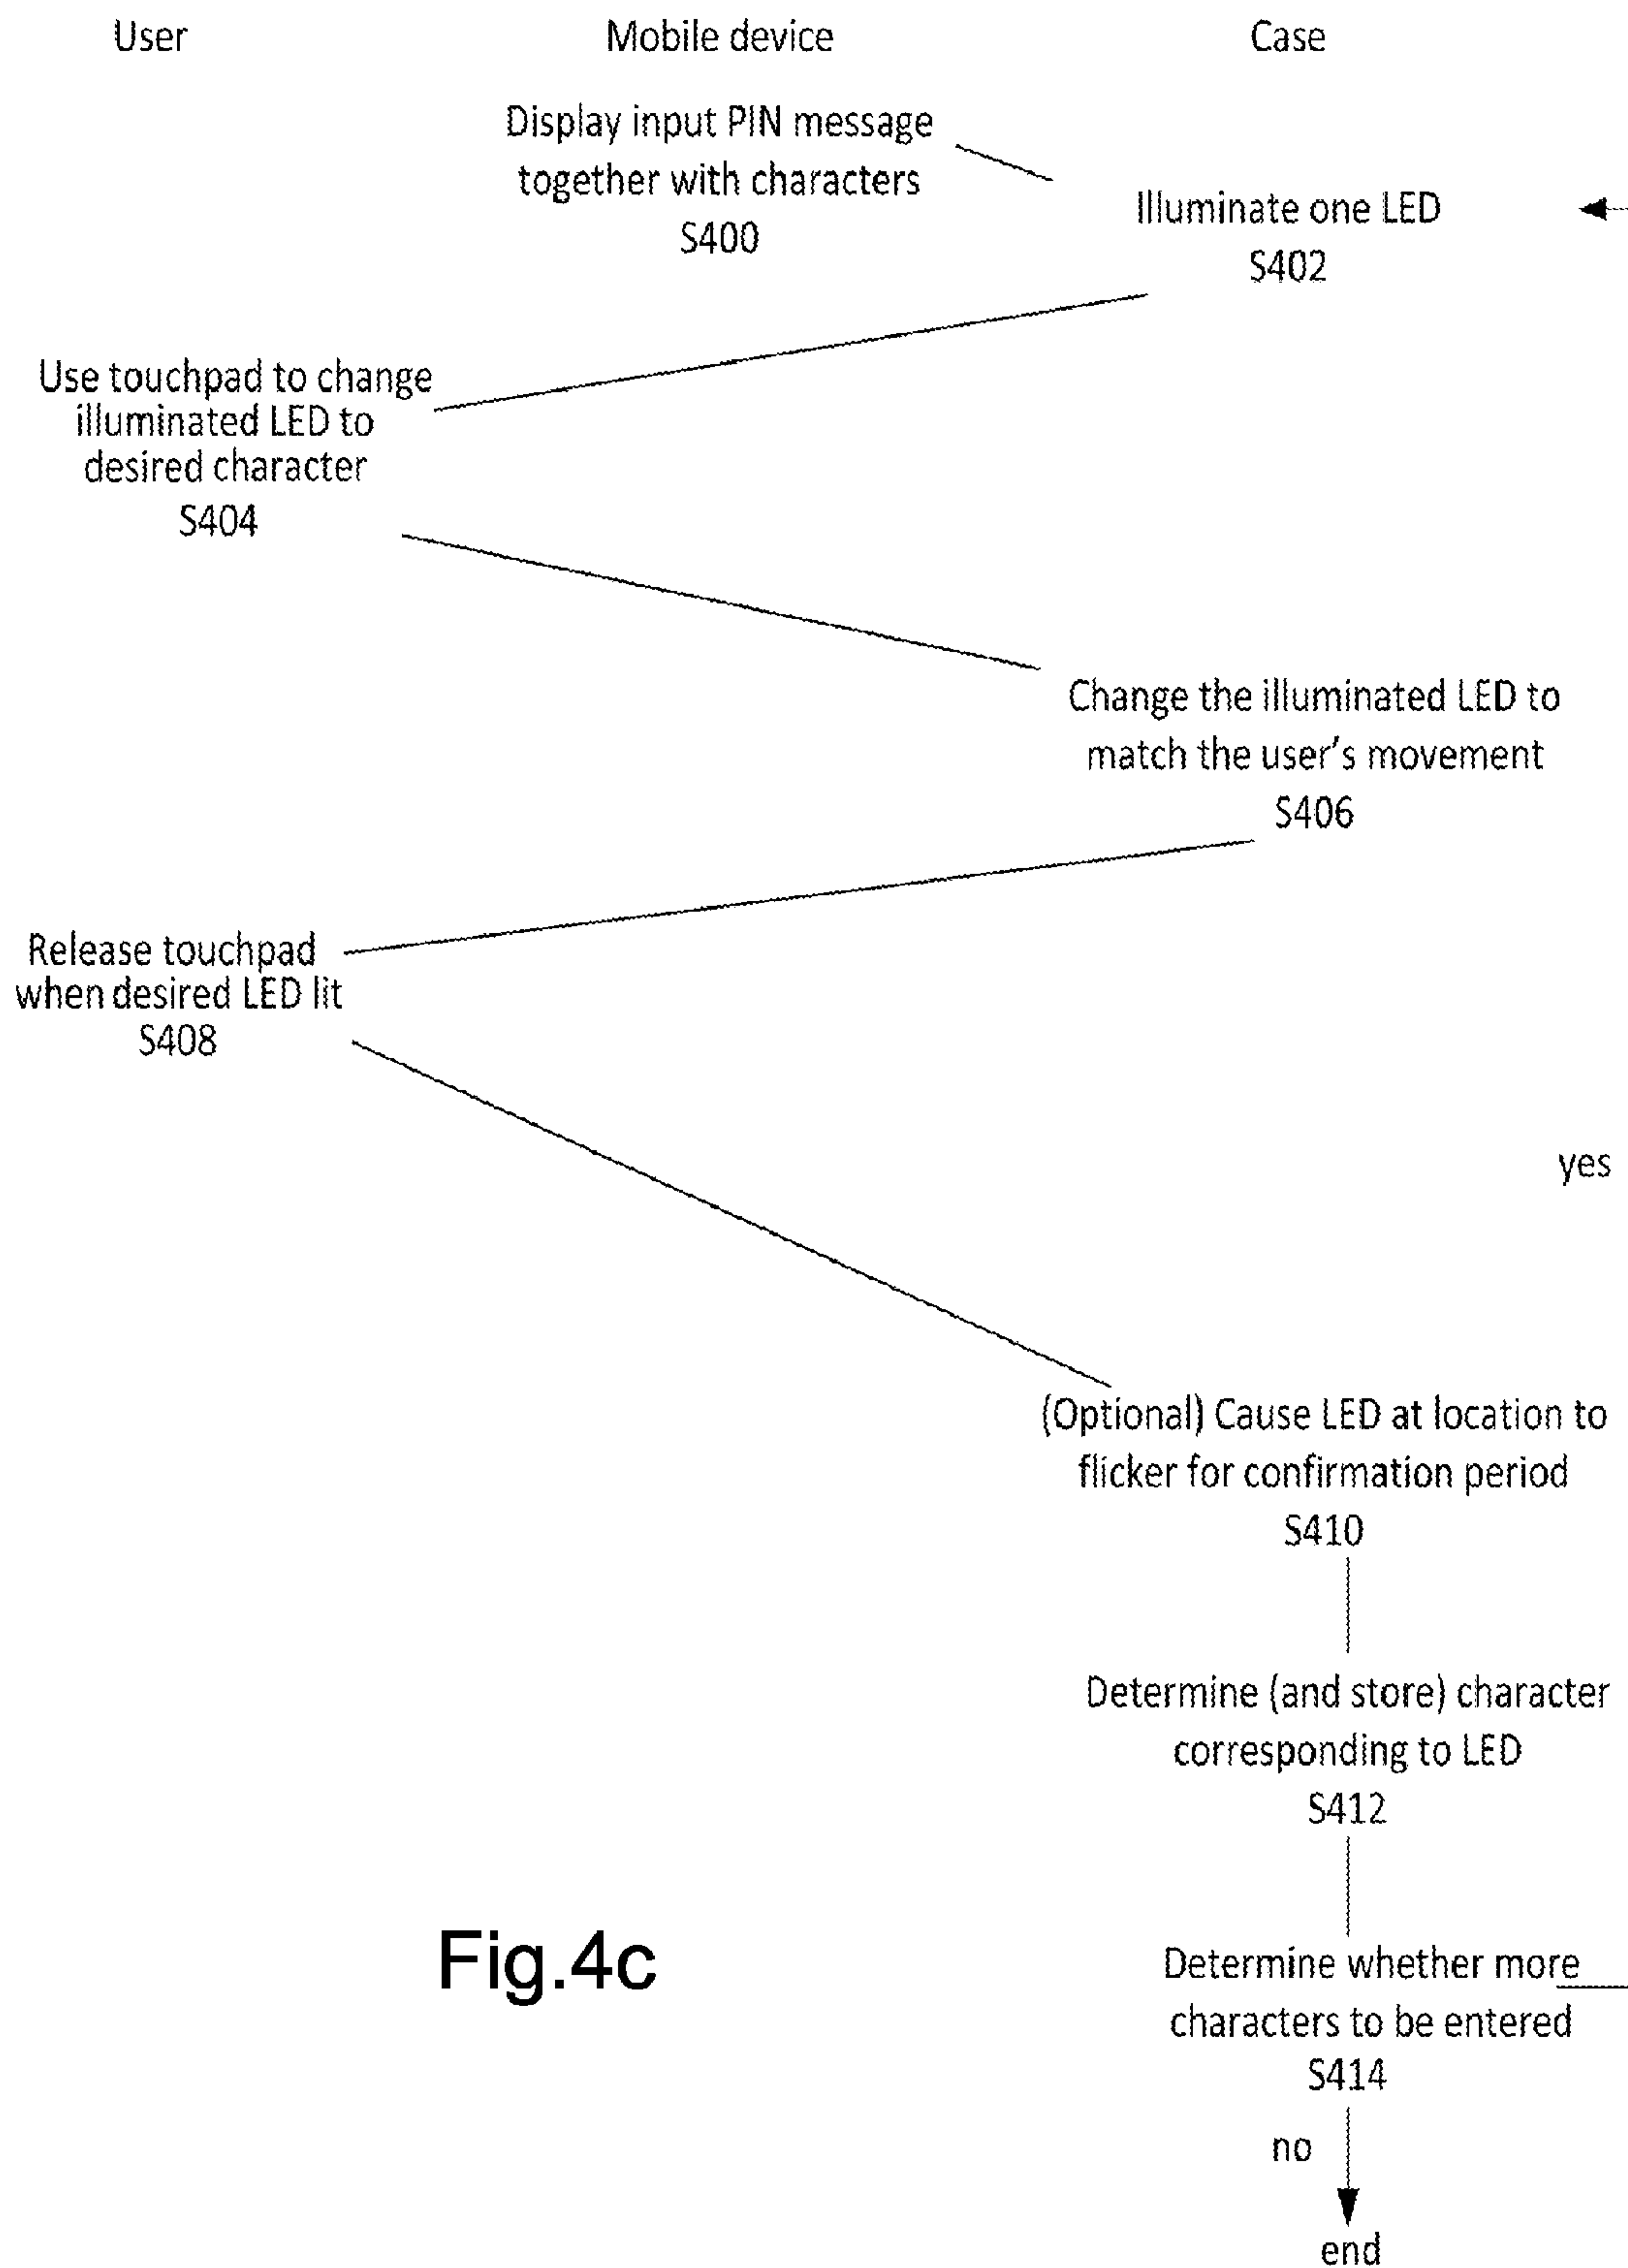 User
Mobile device
Case
Display input PIN message
together with characters
S400
Illuminate one LED
S402
Use touchpad to change
illuminated LED to
desired character
S404
Change the illuminated LED to
match the user's movement
S406
Release touchpad
when desired LED lit
S408
yes
(Optional) Cause LED at location to
flicker for confirmation period
S410
Determine (and store) character
corresponding to LED
S412
Fig.4c
Determine whether more
characters to be entered
S414
no
end